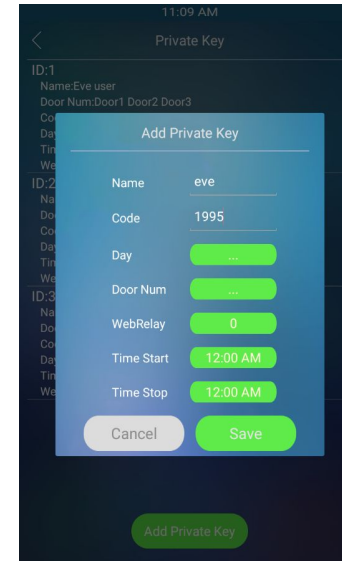 11:09 AM
Private Key
ID:1
Name:Eve user
Door Num:Door1 Door2 Door3
Add Private Key
ID:2
ID:3
Name eve
Code 1995
Day ...
Door Num ...
WebRelay 0
Time Start 12:00 AM
Time Stop 12:00 AM
Cancel Save
Add Private Key